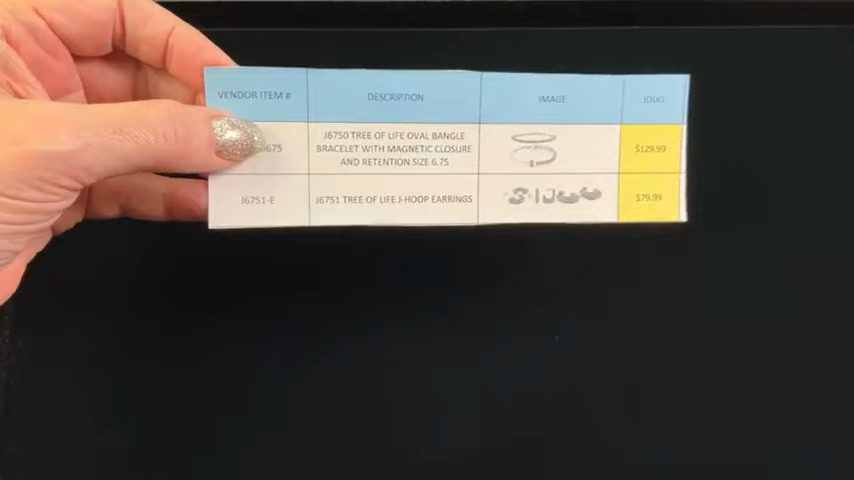 VENDOR ITEM #
DESCRIPTION
IMAGE
675
J6750 TREE OF LIFE OVAL BANGLE
BRACELET WITH MAGNETIC CLOSURE
AND RETENTION SIZE 6.75
$129.99
J6751-E
J6751 TREE OF LIFE J-HOOP EARRINGS
$79.99